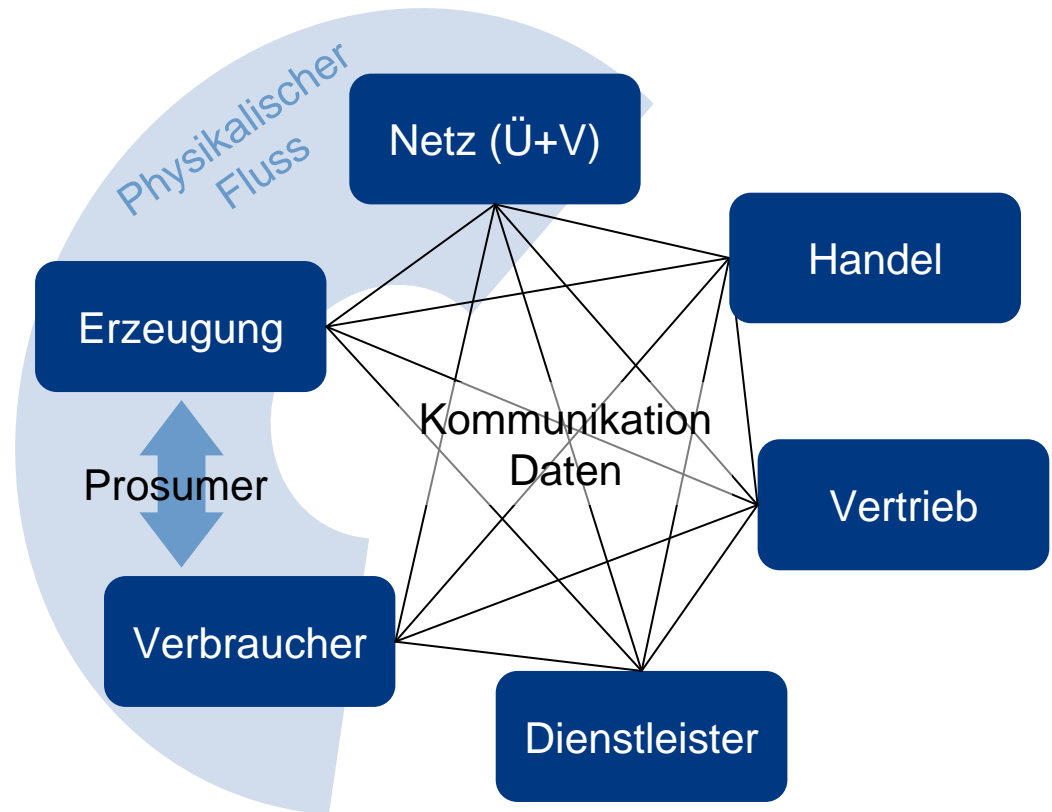 Physikalischer
Fluss
Netz (Ü+V)
Handel
Erzeugung
Kommunikation
Daten
Prosumer
Vertrieb
Verbraucher
Dienstleister